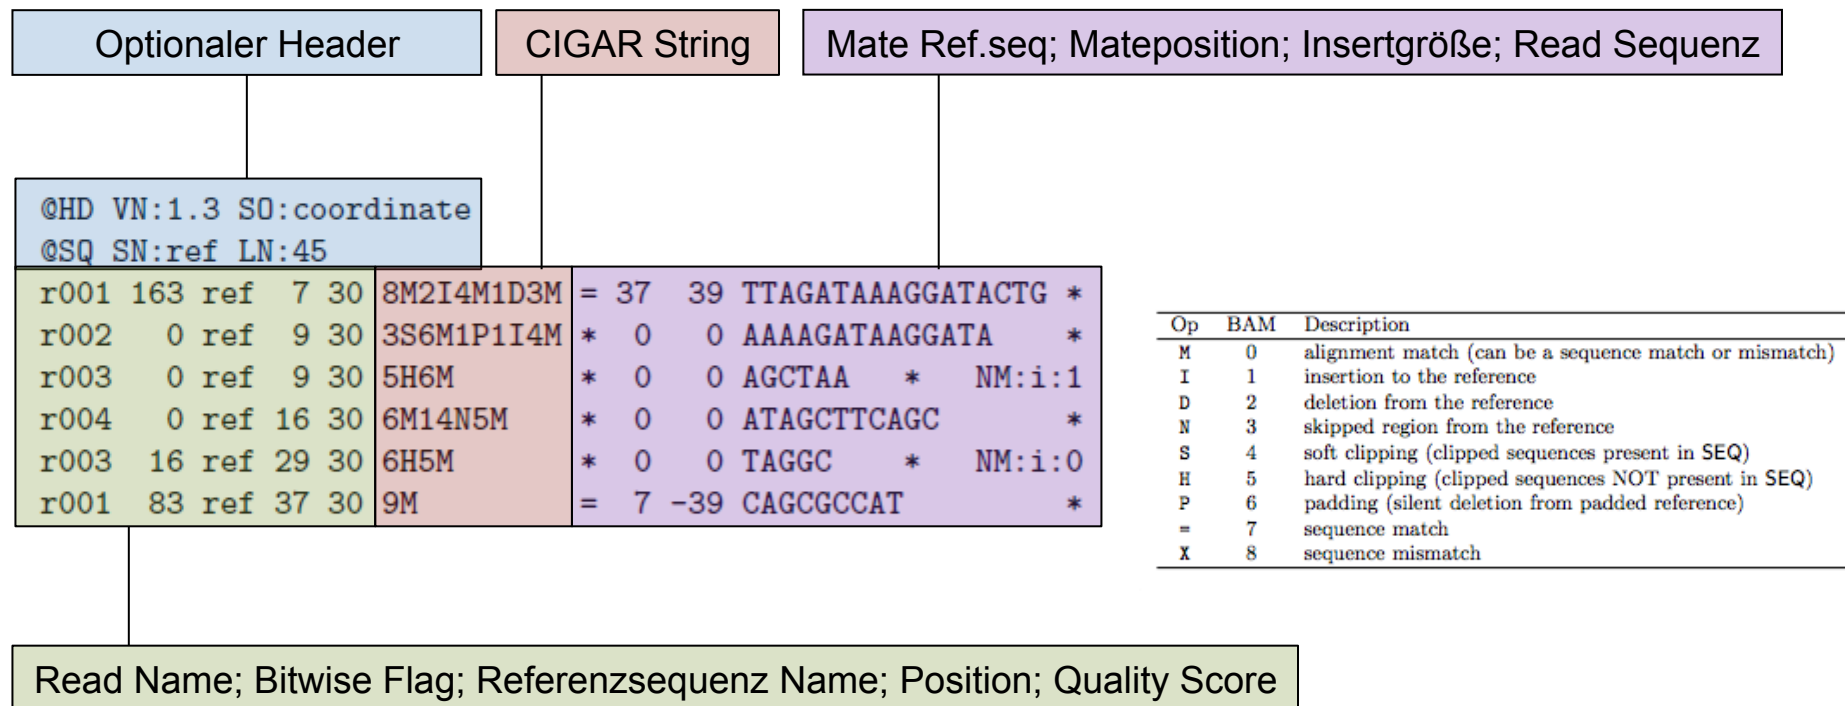 Optionaler Header
CIGAR String
Mate Ref.seq; Mateposition; Insertgröße; Read Sequenz
@HD VN:1.3 SO:coordinate
@SQ SN:ref LN:45
r001 163 ref 7 30 8M2I4M1D3M = 37 39 TTAGATAAAGGATACTG *
r002 0 ref 9 30 3S6M1P1I4M * 0 0 AAAAGATAAGGATA *
r003 0 ref 9 30 5H6M * 0 0 AGCTAA * NM:i:1
r004 0 ref 16 30 6M14N5M * 0 0 ATAGCTTCAGC *
r003 16 ref 29 30 6H5M * 0 0 TAGGC * NM:i:0
r001 83 ref 37 30 9M = 7 -39 CAGCGCCAT *
Op BAM Description
M 0 alignment match (can be a sequence match or mismatch)
I 1 insertion to the reference
D 2 deletion from the reference
N 3 skipped region from the reference
S 4 soft clipping (clipped sequences present in SEQ)
H 5 hard clipping (clipped sequences NOT present in SEQ)
P 6 padding (silent deletion from padded reference)
= 7 sequence match
X 8 sequence mismatch
Read Name; Bitwise Flag; Referenzsequenz Name; Position; Quality Score